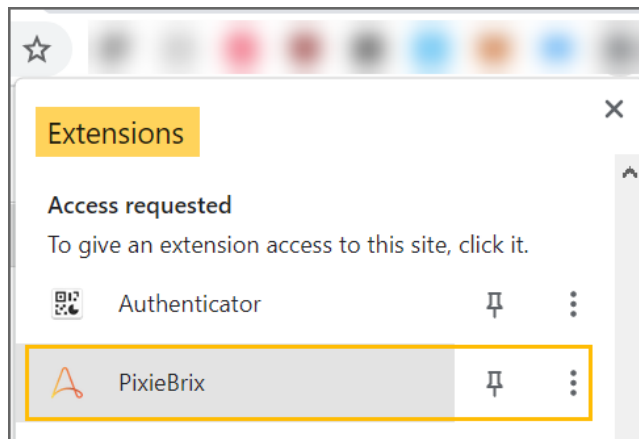 Extensions
Access requested
To give an extension access to this site, click it.
Authenticator
PixieBrix